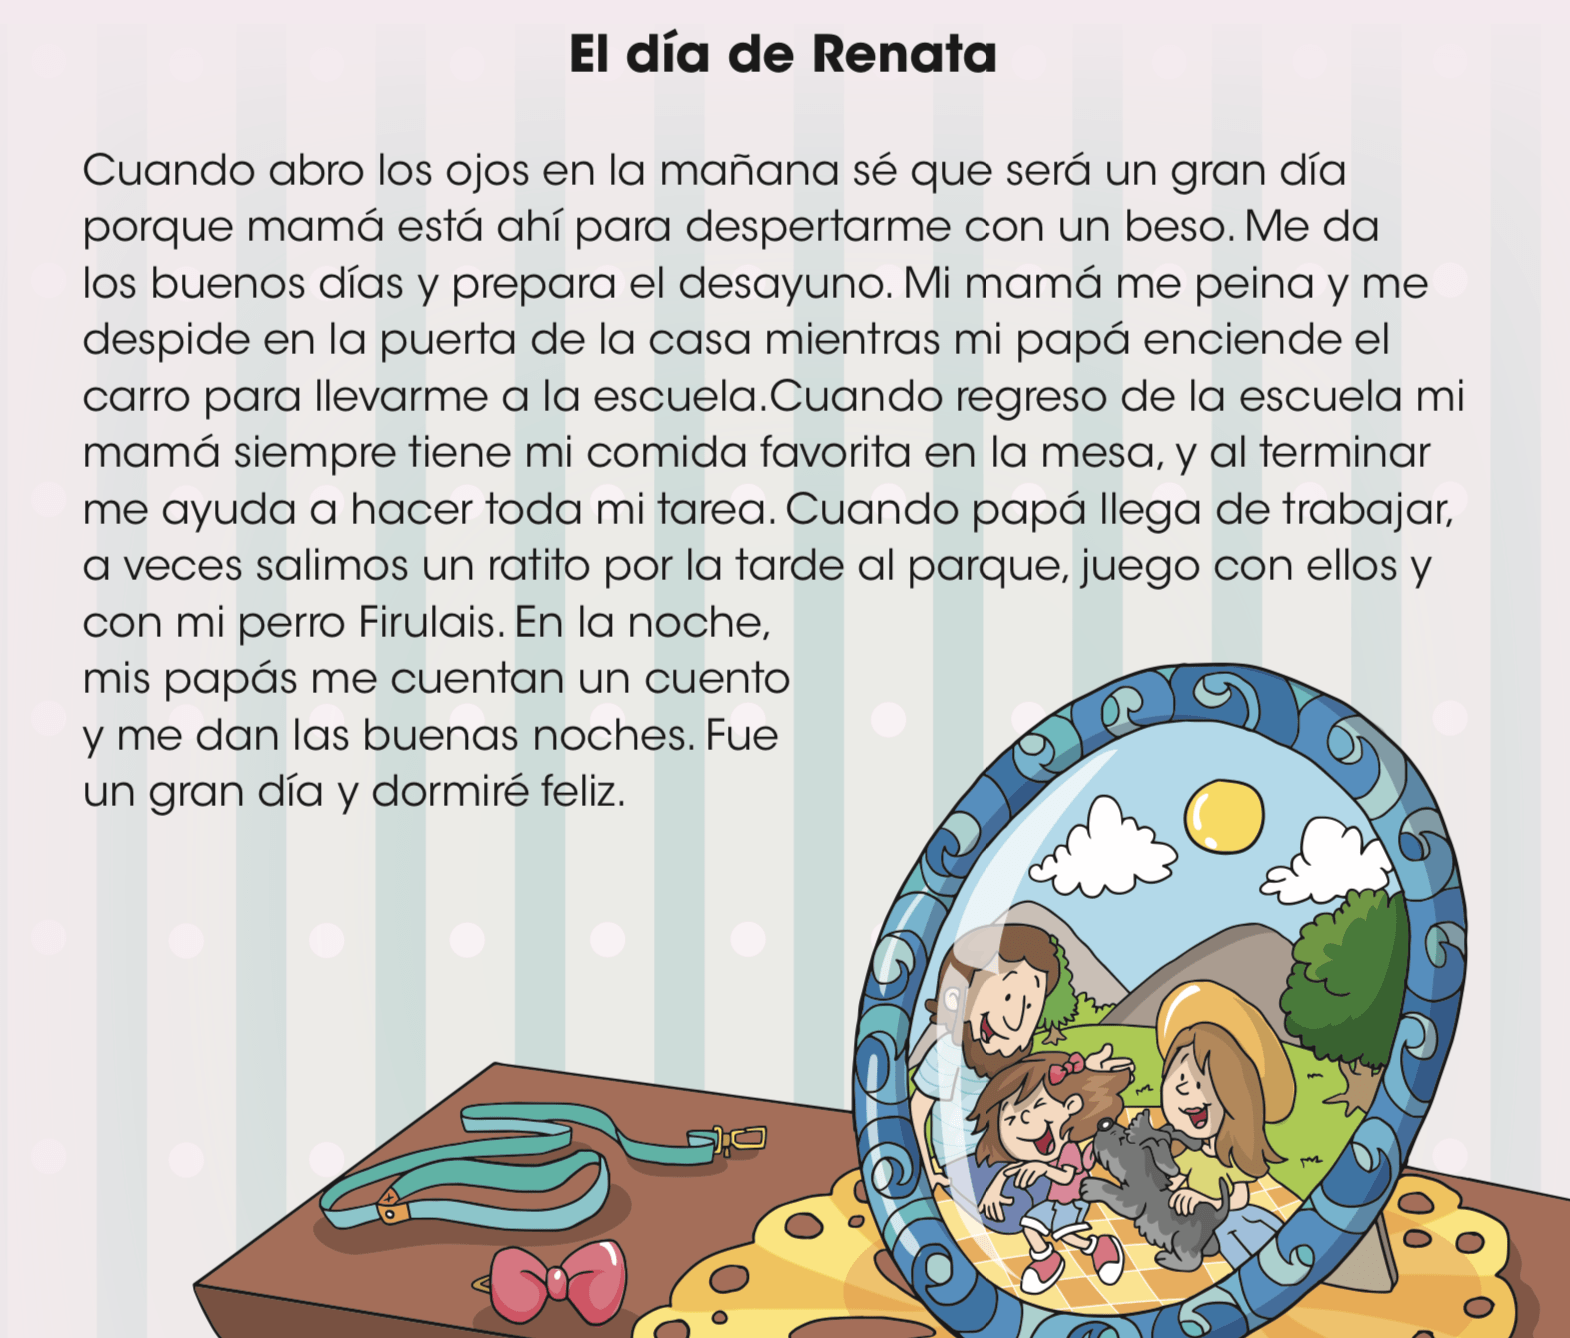 El día de Renata
Cuando abro los ojos en la mañana sé que será un gran día
porque mamá está ahí para despertarme con un beso. Me da
los buenos días y prepara el desayuno. Mi mamá me peina y me
despide en la puerta de la casa mientras mi papá enciende el
carro para llevarme a la escuela.Cuando regreso de la escuela mi
mamá siempre tiene mi comida favorita en la mesa, y al terminar
me ayuda a hacer toda mi tarea. Cuando papá llega de trabajar,
a veces salimos un ratito por la tarde al parque, juego con ellos y
con mi perro Firulais. En la noche,
mis papás me cuentan un cuento
y me dan las buenas noches. Fue
un gran día y dormiré feliz.